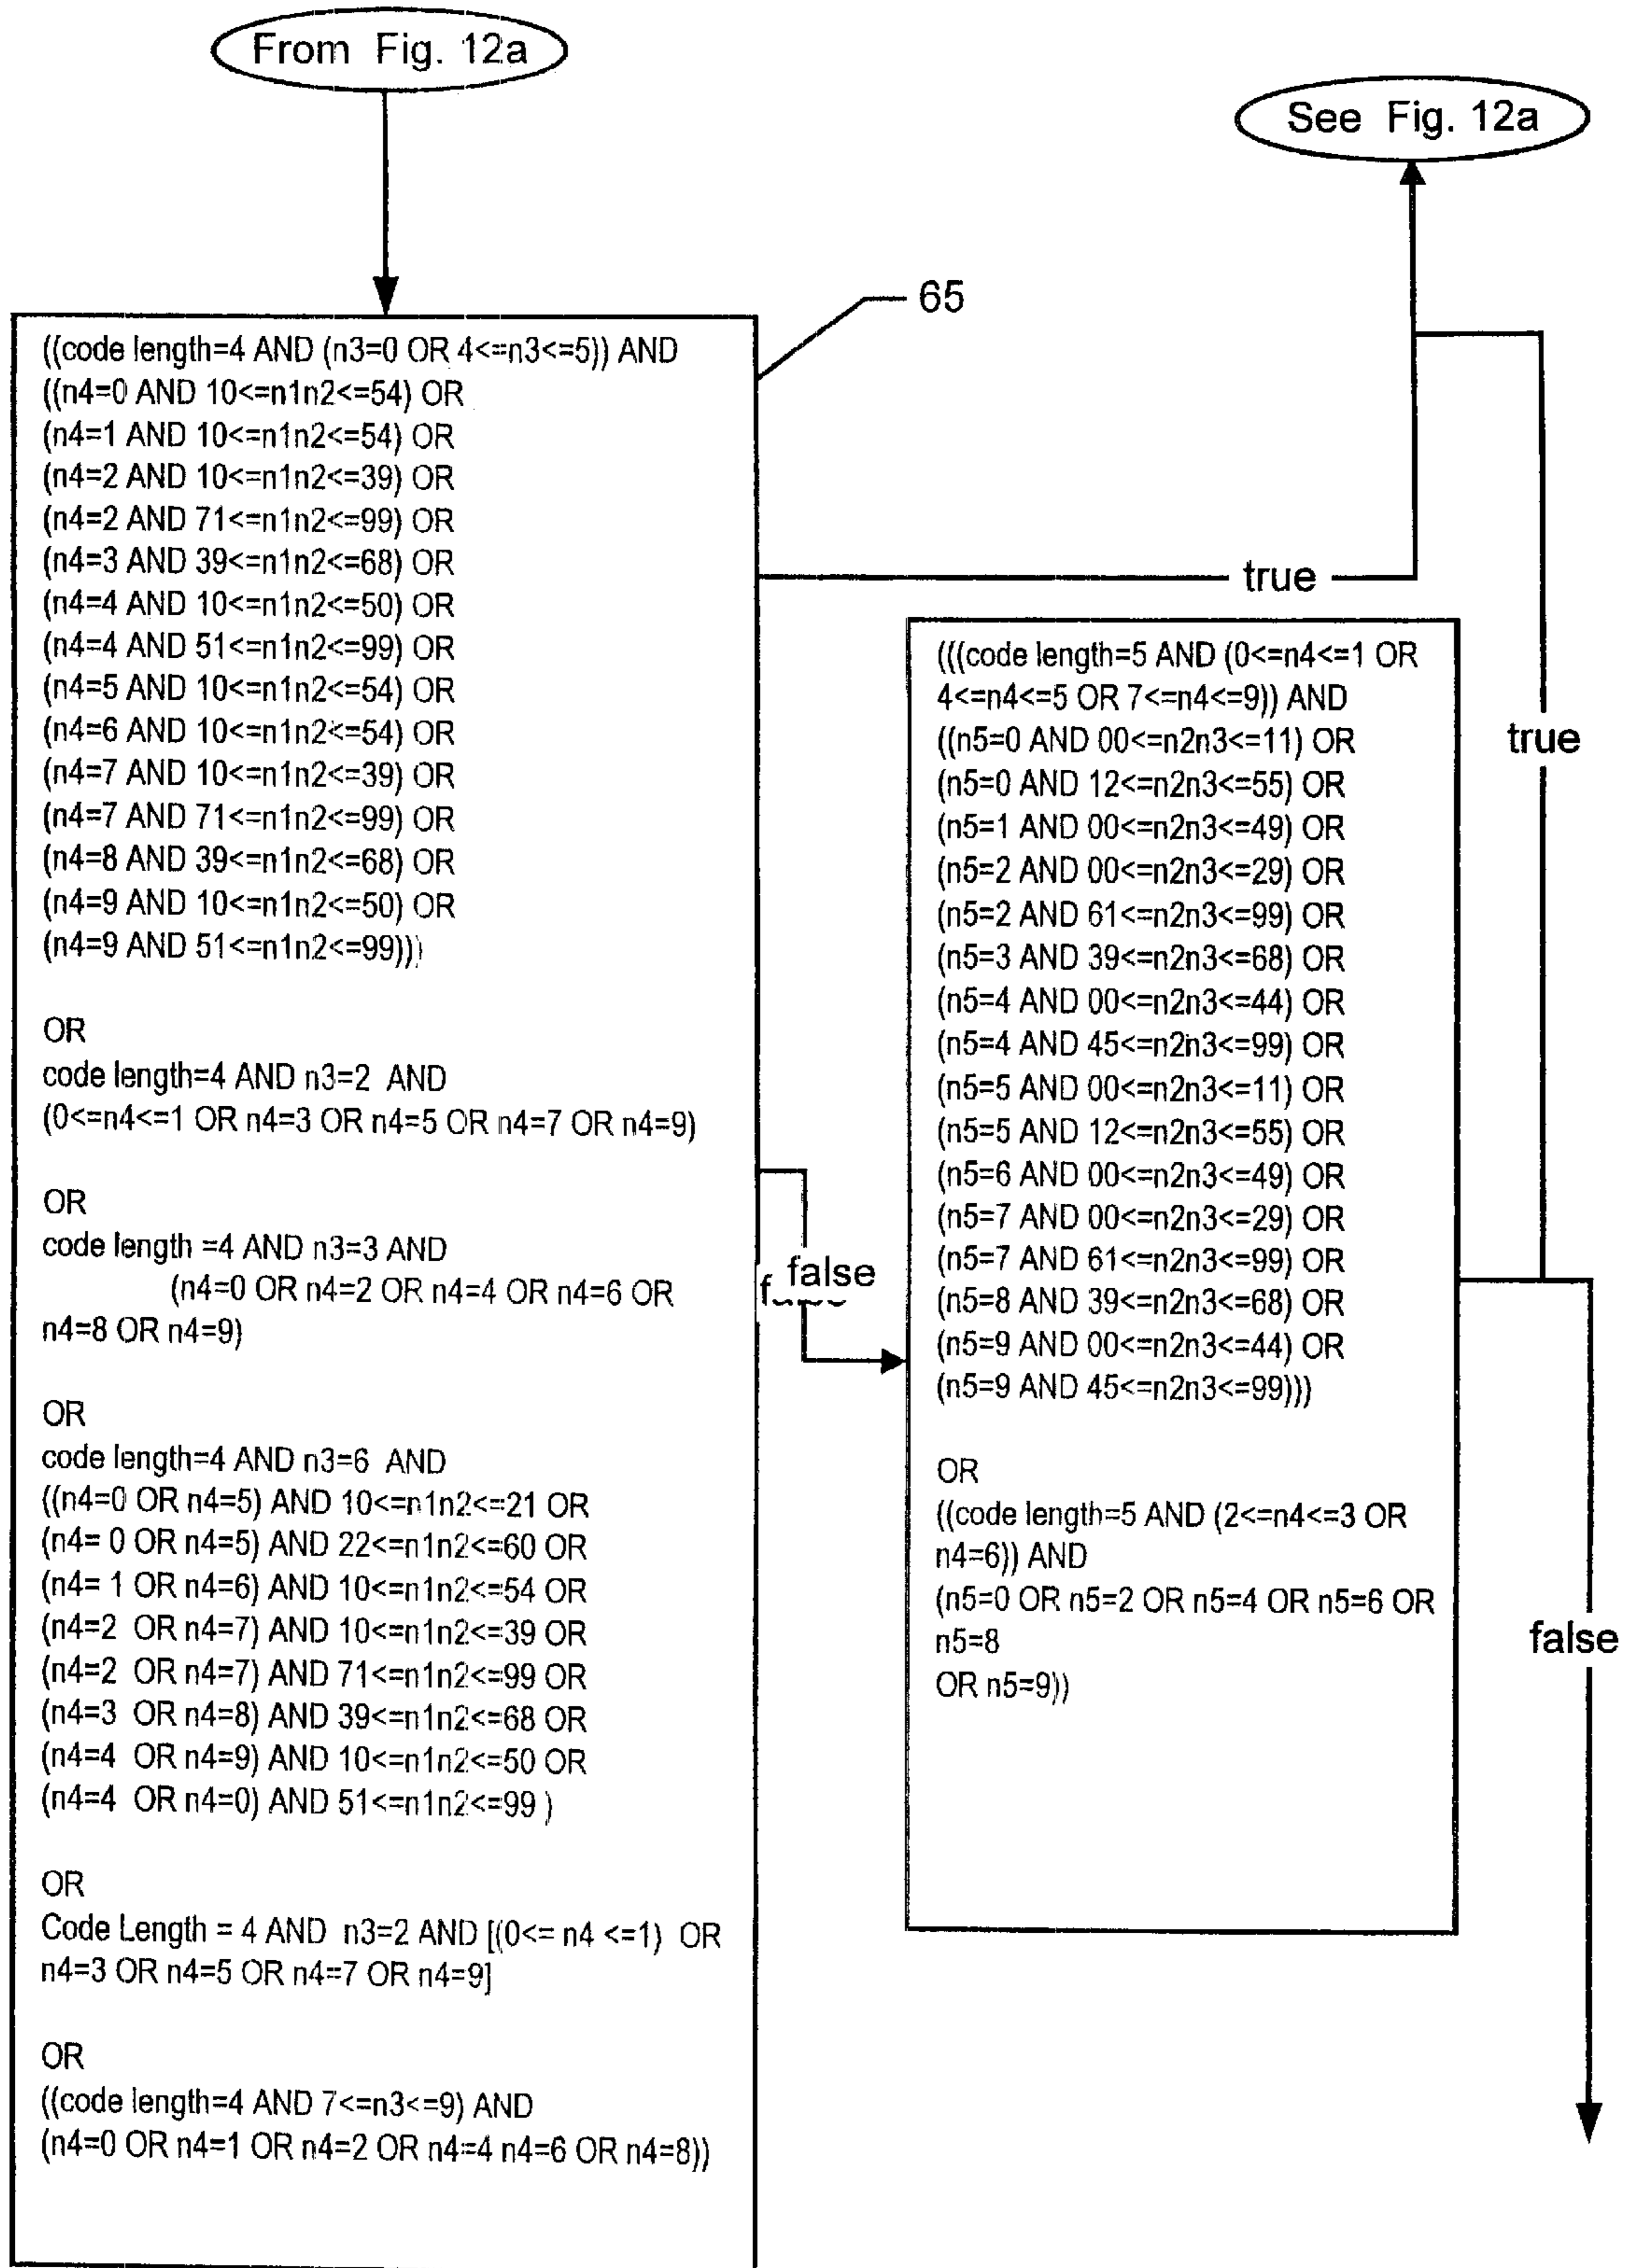 From Fig. 12a
See Fig. 12a
65
((code length=4 AND (n3=0 OR 4<=n3<=5)) AND
((n4=0 AND 10<=n1n2<=54) OR
(n4=1 AND 10<=n1n2<=54) OR
(n4=2 AND 10<=n1n2<=39) OR
(n4=2 AND 71<=n1n2<=99) OR
(n4=3 AND 39<=n1n2<=68) OR
(n4=4 AND 10<=n1n2<=50) OR
(n4=4 AND 51<=n1n2<=99) OR
(n4=5 AND 10<=n1n2<=54) OR
(n4=6 AND 10<=n1n2<=54) OR
(n4=7 AND 10<=n1n2<=39) OR
(n4=7 AND 71<=n1n2<=99) OR
(n4=8 AND 39<=n1n2<=68) OR
(n4=9 AND 10<=n1n2<=50) OR
(n4=9 AND 51<=n1n2<=99)))
OR
code length=4 AND n3=2 AND
(0<=n4<=1 OR n4=3 OR n4=5 OR n4=7 OR n4=9)
OR
code length =4 AND n3=3 AND
(n4=0 OR n4=2 OR n4=4 OR n4=6 OR
n4=8 OR n4=9)
OR
code length=4 AND n3=6 AND
((n4=0 OR n4=5) AND 10<=n1n2<=21 OR
(n4= 0 OR n4=5) AND 22<=n1n2<=60 OR
(n4= 1 OR n4=6) AND 10<=n1n2<=54 OR
(n4=2 OR n4=7) AND 10<=n1n2<=39 OR
(n4=2 OR n4=7) AND 71<=n1n2<=99 OR
(n4=3 OR n4=8) AND 39<=n1n2<=68 OR
(n4=4 OR n4=9) AND 10<=n1n2<=50 OR
(n4=4 OR n4=0) AND 51<=n1n2<=99 )
OR
Code Length = 4 AND n3=2 AND [(0<= n4 <=1) OR
n4=3 OR n4=5 OR n4=7 OR n4=9]
OR
((code length=4 AND 7<=n3<=9) AND
(n4=0 OR n4=1 OR n4=2 OR n4=4 n4=6 OR n4=8))
true
false
(((code length=5 AND (0<=n4<=1 OR
4<=n4<=5 OR 7<=n4<=9)) AND
((n5=0 AND 00<=n2n3<=11) OR
(n5=0 AND 12<=n2n3<=55) OR
(n5=1 AND 00<=n2n3<=49) OR
(n5=2 AND 00<=n2n3<=29) OR
(n5=2 AND 61<=n2n3<=99) OR
(n5=3 AND 39<=n2n3<=68) OR
(n5=4 AND 00<=n2n3<=44) OR
(n5=4 AND 45<=n2n3<=99) OR
(n5=5 AND 00<=n2n3<=11) OR
(n5=5 AND 12<=n2n3<=55) OR
(n5=6 AND 00<=n2n3<=49) OR
(n5=7 AND 00<=n2n3<=29) OR
(n5=7 AND 61<=n2n3<=99) OR
(n5=8 AND 39<=n2n3<=68) OR
(n5=9 AND 00<=n2n3<=44) OR
(n5=9 AND 45<=n2n3<=99)))
OR
((code length=5 AND (2<=n4<=3 OR
n4=6)) AND
(n5=0 OR n5=2 OR n5=4 OR n5=6 OR
n5=8
OR n5=9))
true
false